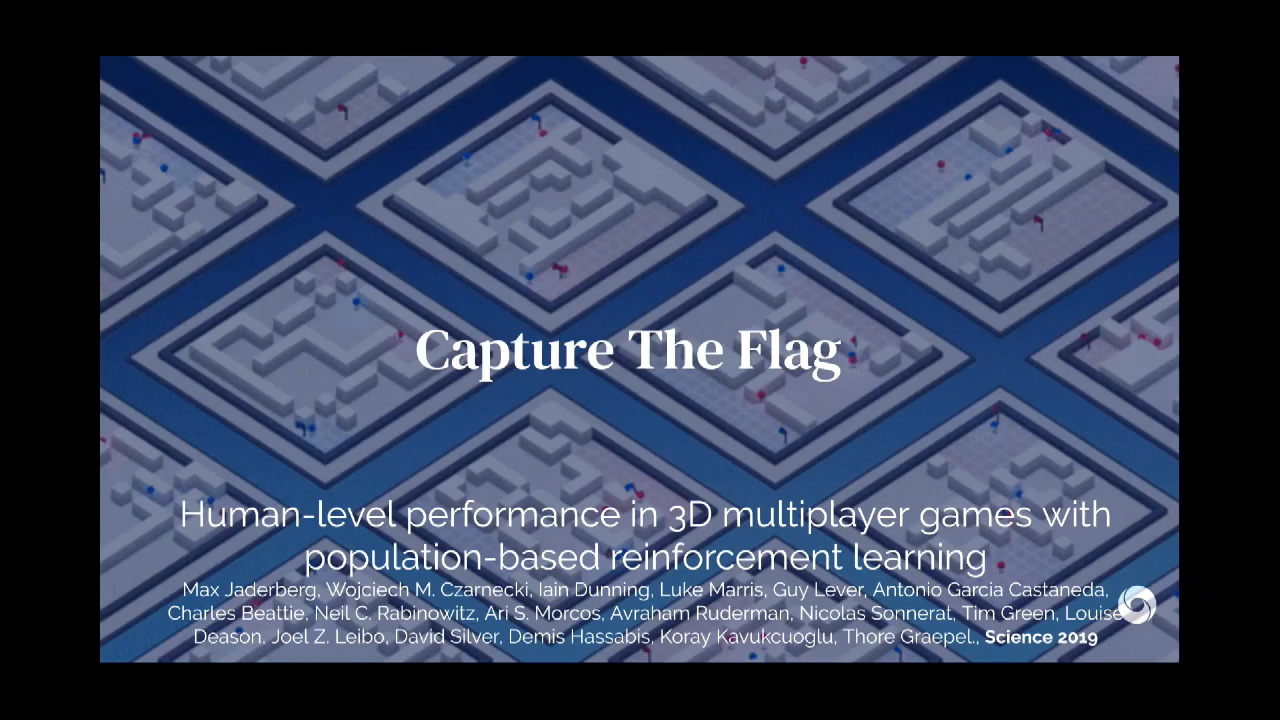 Capture The Flag
Human-level performance in 3D multiplayer games with
population-based reinforcement learning
Max Jaderberg, Wojciech M. Czarnecki, Iain Dunning, Luke Marris, Guy Lever, Antonio Garcia Castaneda,
Charles Beattie, Neil C. Rabinowitz, Ari S. Morcos, Avraham Ruderman, Nicolas Sonnerat, Tim Green, Louise
Deason, Joel Z. Leibo, David Silver, Demis Hassabis, Koray Kavukcuoglu, Thore Graepel., Science 2019